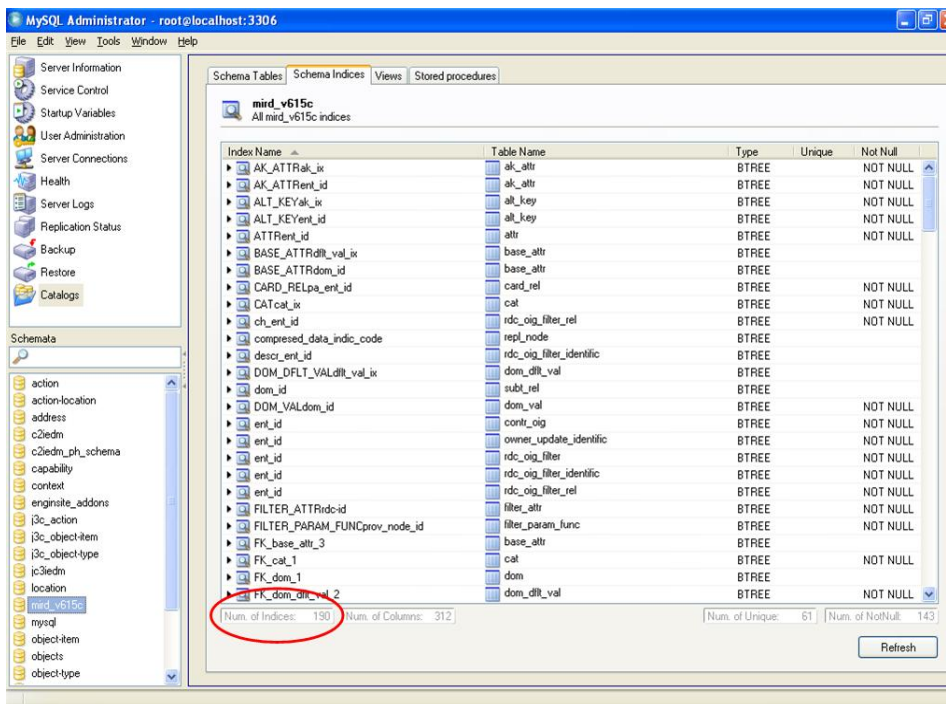 MySQL Administrator - root@localhost:3306
File Edit View Tools Window Help
Server Information
Service Control
Startup Variables
User Administration
Server Connections
Health
Server Logs
Replication Status
Backup
Restore
Catalogs
Schemata
action
action-location
address
c2iedm
c2iedm_ph_schema
capability
context
enginsite_addons
j3c_action
j3c_object-item
j3c_object-type
jc3iedm
location
mird_v615c
mysql
object-item
objects
object-type
Schema Tables Schema Indices Views Stored procedures
mird_v615c
All mird_v615c indices
Index Name Table Name Type Unique Not Null
AK_ATTRak_ix ak_attr BTREE NOT NULL
AK_ATTRent_id ak_attr BTREE NOT NULL
ALT_KEYak_ix alt_key BTREE NOT NULL
ALT_KEYent_id alt_key BTREE NOT NULL
ATTRent_id attr BTREE NOT NULL
BASE_ATTRdflt_val_ix base_attr BTREE
BASE_ATTRdom_id base_attr BTREE
CARD_RELpa_ent_id card_rel BTREE NOT NULL
CATcat_ix cat BTREE NOT NULL
ch_ent_id rdc_oig_filter_rel BTREE NOT NULL
compresed_data_indic_code repl_node BTREE
descr_ent_id rdc_oig_filter_identific BTREE
DOM_DFLT_VALdflt_val_ix dom_dflt_val BTREE
dom_id subt_rel BTREE
DOM_VALdom_id dom_val BTREE NOT NULL
ent_id contr_oig BTREE NOT NULL
ent_id owner_update_identific BTREE NOT NULL
ent_id rdc_oig_filter BTREE NOT NULL
ent_id rdc_oig_filter_identific BTREE NOT NULL
ent_id rdc_oig_filter_rel BTREE NOT NULL
FILTER_ATTRrdc-id filter_attr BTREE NOT NULL
FILTER_PARAM_FUNCprov_node_id filter_param_func BTREE NOT NULL
FK_base_attr_3 base_attr BTREE
FK_cat_1 cat BTREE NOT NULL
FK_dom_1 dom BTREE
FK_dom_dflt_val_2 dom_dflt_val BTREE NOT NULL
Num. of Indices: 190 Num. of Columns: 312 Num. of Unique: 61 Num. of NotNull: 143
Refresh